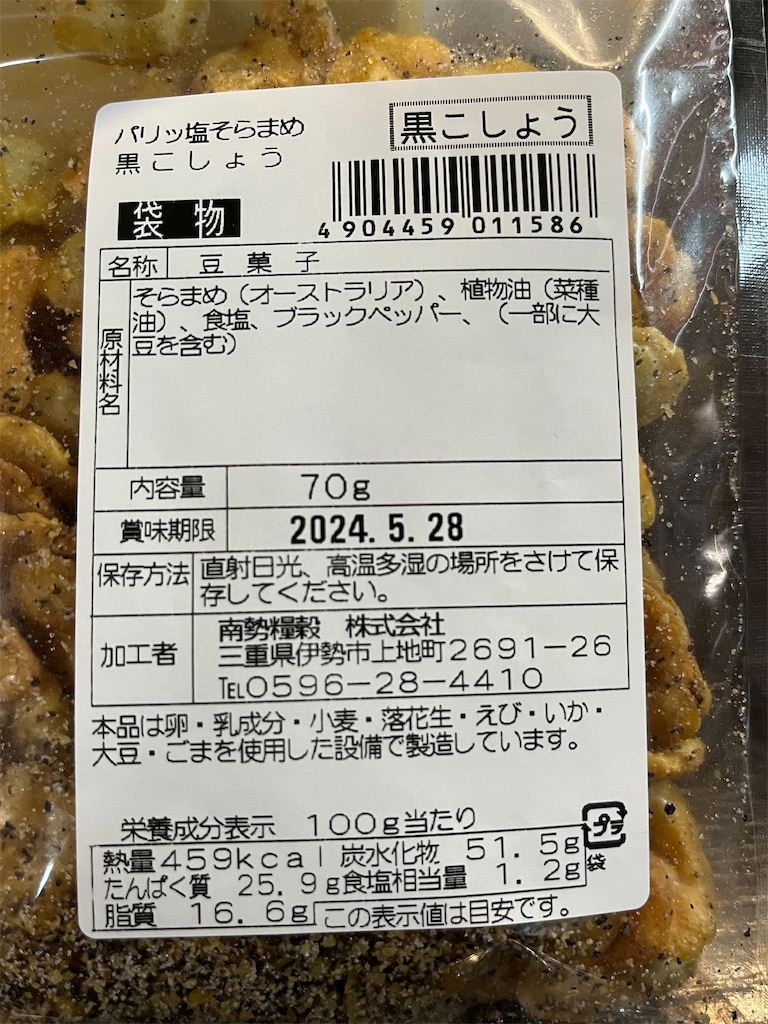 パリッ塩そらまめ
黒こしょう
黒こしょう
袋物
4 904459 011586
名称 豆菓子
原材料名
そらまめ（オーストラリア）、植物油（菜種
油）、食塩、ブラックペッパー、（一部に大
豆を含む）
内容量 70g
賞味期限 2024.5.28
保存方法 直射日光、高温多湿の場所をさけて保
存してください。
加工者 南勢糧穀 株式会社
三重県伊勢市上地町2691-26
TEL0596-28-4410
本品は卵・乳成分・小麦・落花生・えび・いか・
大豆・ごまを使用した設備で製造しています。
栄養成分表示 100g当たり
プラ
袋
熱量459kcal 炭水化物 51.5g
たんぱく質 25.9g食塩相当量 1.2g
脂質 16.6g この表示値は目安です。